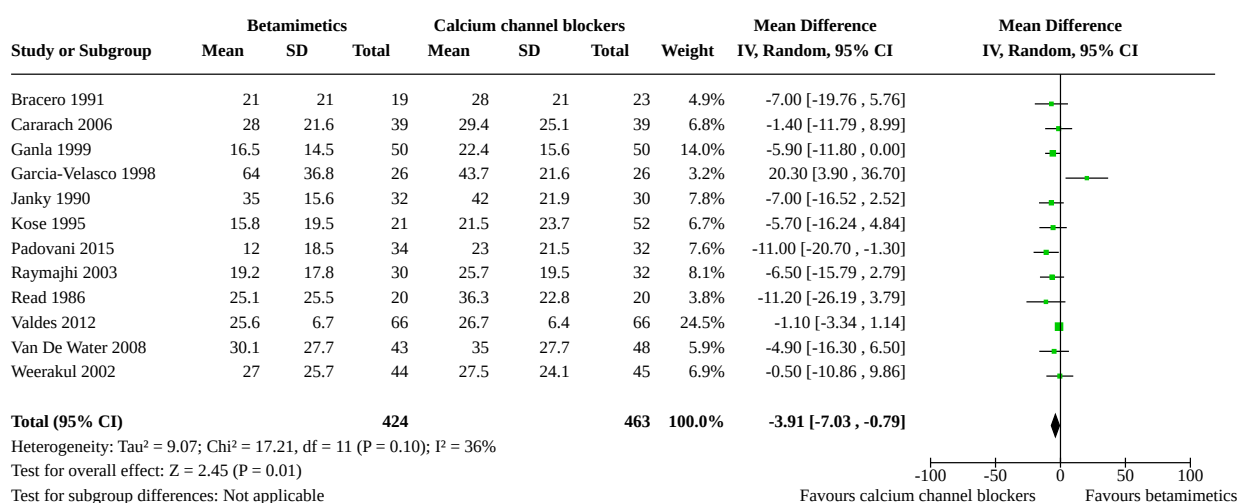 Betamimetics Calcium channel blockers Mean Difference Mean Difference
Study or Subgroup Mean SD Total Mean SD Total Weight IV, Random, 95% CI IV, Random, 95% CI
Bracero 1991 21 21 19 28 21 23 4.9% -7.00 [-19.76 , 5.76]
Cararach 2006 28 21.6 39 29.4 25.1 39 6.8% -1.40 [-11.79 , 8.99]
Ganla 1999 16.5 14.5 50 22.4 15.6 50 14.0% -5.90 [-11.80 , 0.00]
Garcia-Velasco 1998 64 36.8 26 43.7 21.6 26 3.2% 20.30 [3.90 , 36.70]
Janky 1990 35 15.6 32 42 21.9 30 7.8% -7.00 [-16.52 , 2.52]
Kose 1995 15.8 19.5 21 21.5 23.7 52 6.7% -5.70 [-16.24 , 4.84]
Padovani 2015 12 18.5 34 23 21.5 32 7.6% -11.00 [-20.70 , -1.30]
Raymajhi 2003 19.2 17.8 30 25.7 19.5 32 8.1% -6.50 [-15.79 , 2.79]
Read 1986 25.1 25.5 20 36.3 22.8 20 3.8% -11.20 [-26.19 , 3.79]
Valdes 2012 25.6 6.7 66 26.7 6.4 66 24.5% -1.10 [-3.34 , 1.14]
Van De Water 2008 30.1 27.7 43 35 27.7 48 5.9% -4.90 [-16.30 , 6.50]
Weerakul 2002 27 25.7 44 27.5 24.1 45 6.9% -0.50 [-10.86 , 9.86]
Total (95% CI) 424 463 100.0% -3.91 [-7.03 , -0.79]
Heterogeneity: Tau² = 9.07; Chi² = 17.21, df = 11 (P = 0.10); I² = 36%
Test for overall effect: Z = 2.45 (P = 0.01)
-100 -50 0 50 100
Test for subgroup differences: Not applicable
Favours calcium channel blockers Favours betamimetics